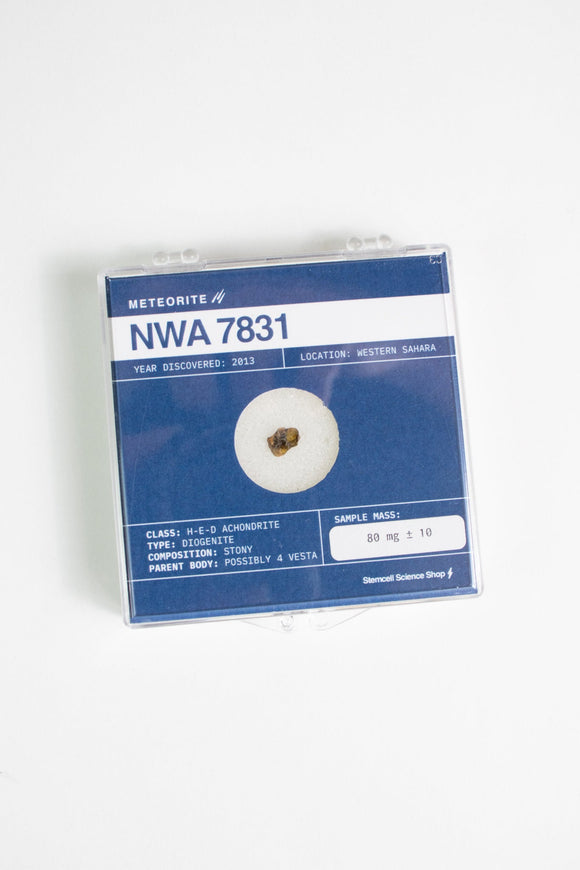 METEORITE
NWA 7831
YEAR DISCOVERED: 2013
LOCATION: WESTERN SAHARA
CLASS: H-E-D ACHONDRITE
TYPE: DIOGENITE
COMPOSITION: STONY
PARENT BODY: POSSIBLY 4 VESTA
SAMPLE MASS:
80 mg ± 10
Stemcell Science Shop